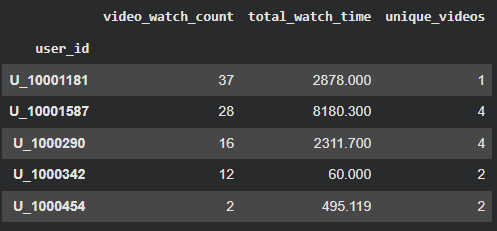 video_watch_count total_watch_time unique_videos
user_id
U_10001181 37 2878.000 1
U_10001587 28 8180.300 4
U_1000290 16 2311.700 4
U_1000342 12 60.000 2
U_1000454 2 495.119 2